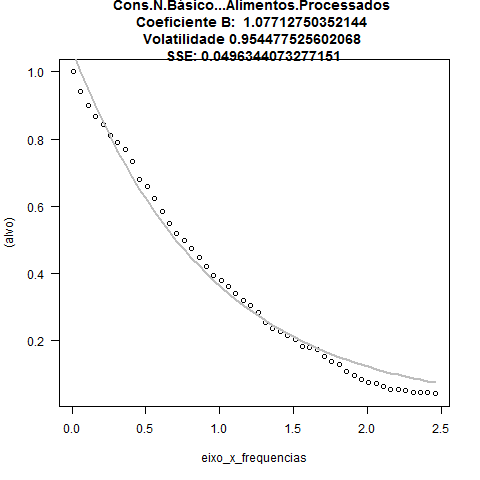 Cons.N.Básico...Alimentos.Processados
Coeficiente B:  1.07712750352144
Volatilidade 0.954477525602068
SSE: 0.0496344073277151
1.0
0.8
0.6
0.4
0.2
(alvo)
0.0 0.5 1.0 1.5 2.0 2.5
eixo_x_frequencias